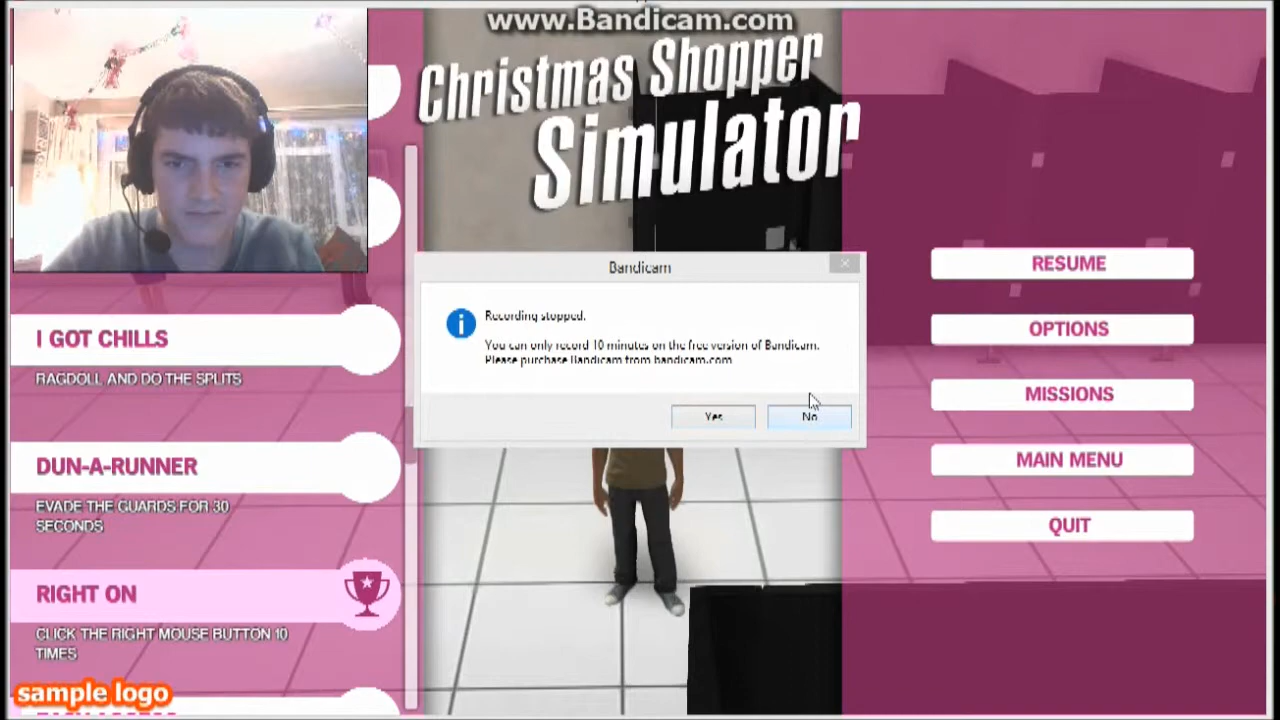 www.Bandicam.com
Christmas Shopper
Simulator
Bandicam
Recording stopped.
You can only record 10 minutes on the free version of Bandicam.
Please purchase Bandicam from bandicam.com
Yes
No
I GOT CHILLS
RAGDOLL AND DO THE SPLITS
DUN-A-RUNNER
EVADE THE GUARDS FOR 30
SECONDS
RIGHT ON
CLICK THE RIGHT MOUSE BUTTON 10
TIMES
sample logo
RESUME
OPTIONS
MISSIONS
MAIN MENU
QUIT